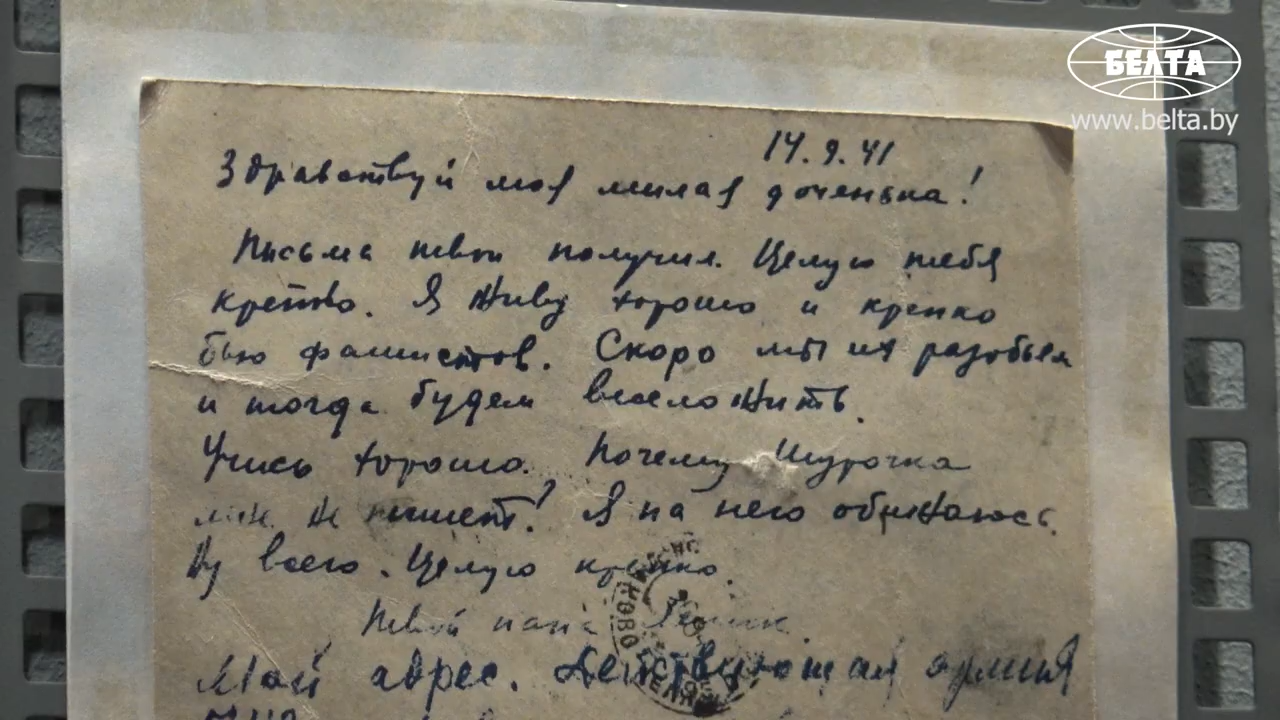 БЕЛТА
www.belta.by
14.9.41
Здравствуй моя милая доченька!
Письма твои получил. Целую тебя
крепко. Я живу хорошо и крепко
бью фашистов. Скоро мы их разобьем
и тогда будем весело жить.
Учись хорошо. Почему Шурочка
мне не пишет? Я на него обижаюсь.
Ну всего. Целую крепко.
Твой папа
Мой адрес. Действующая армия